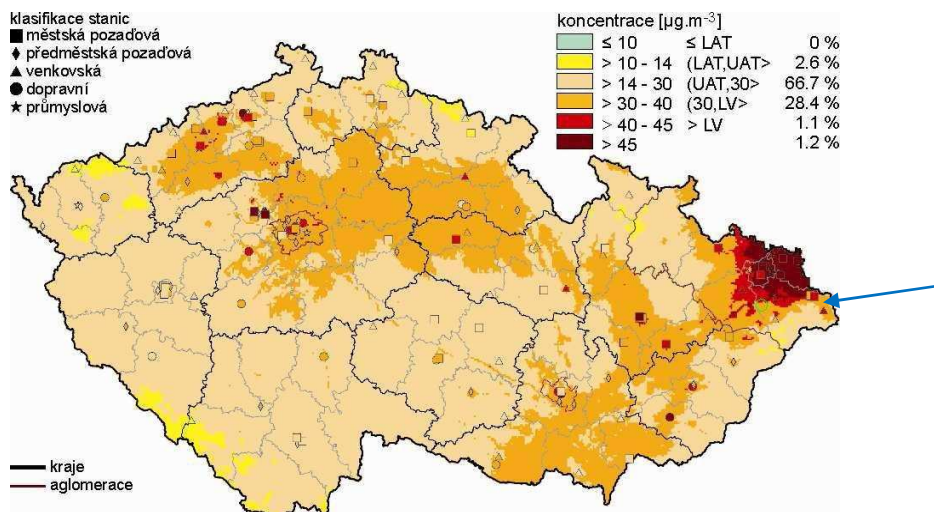 klasifikace stanic
městská pozaďová
předměstská pozaďová
venkovská
dopravní
průmyslová
koncentrace [µg.m⁻³]
≤ 10 ≤ LAT 0 %
> 10 - 14 (LAT,UAT> 2.6 %
> 14 - 30 (UAT,30> 66.7 %
> 30 - 40 (30,LV> 28.4 %
> 40 - 45 > LV 1.1 %
> 45 1.2 %
kraje
aglomerace